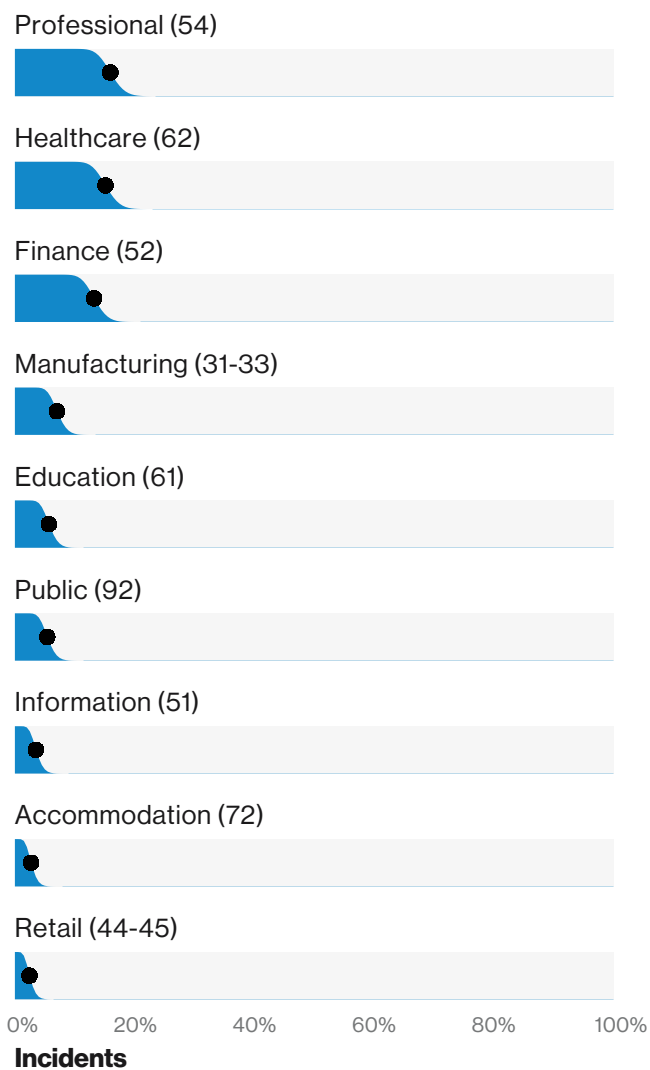 Professional (54)
Healthcare (62)
Finance (52)
Manufacturing (31-33)
Education (61)
Public (92)
Information (51)
Accommodation (72)
Retail (44-45)
0% 20% 40% 60% 80% 100%
Incidents